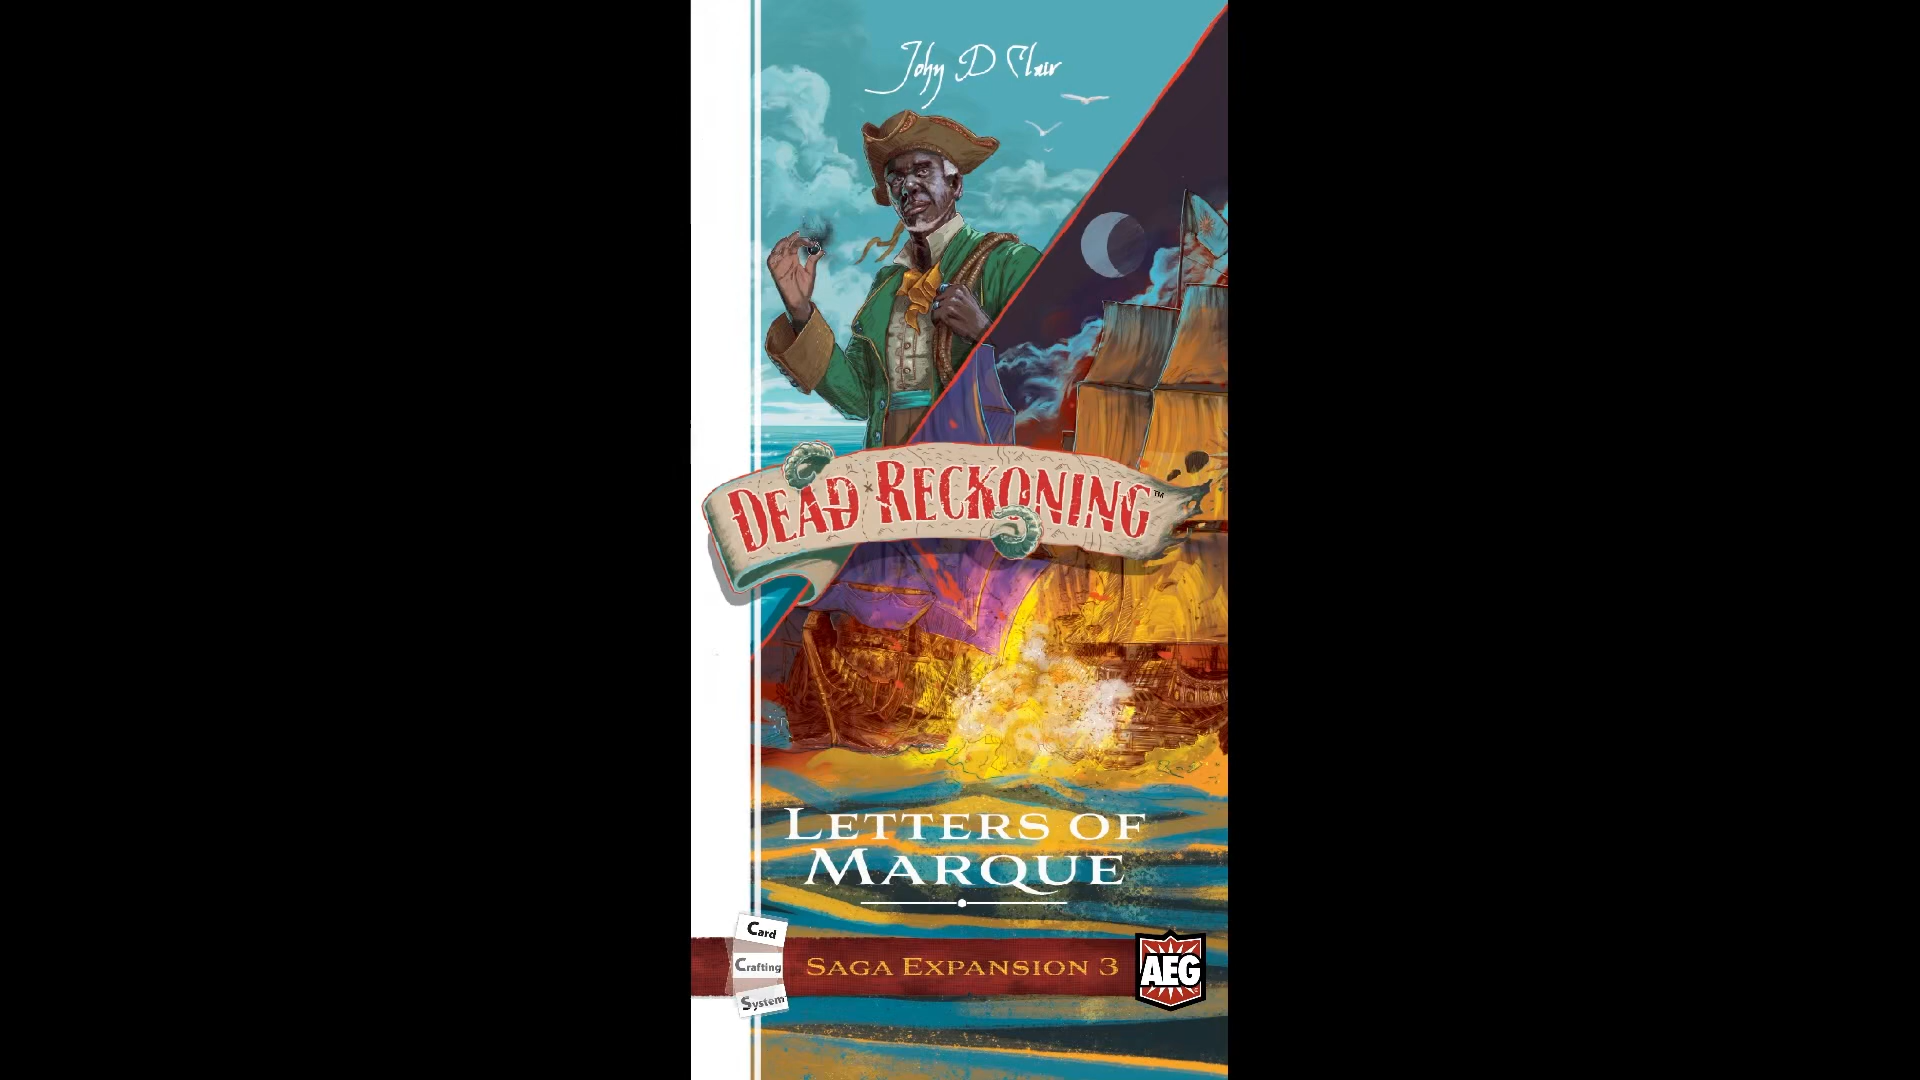 John D Clair
DEAD RECKONING™
LETTERS OF
MARQUE
Card
Crafting
System
SAGA EXPANSION 3
AEG